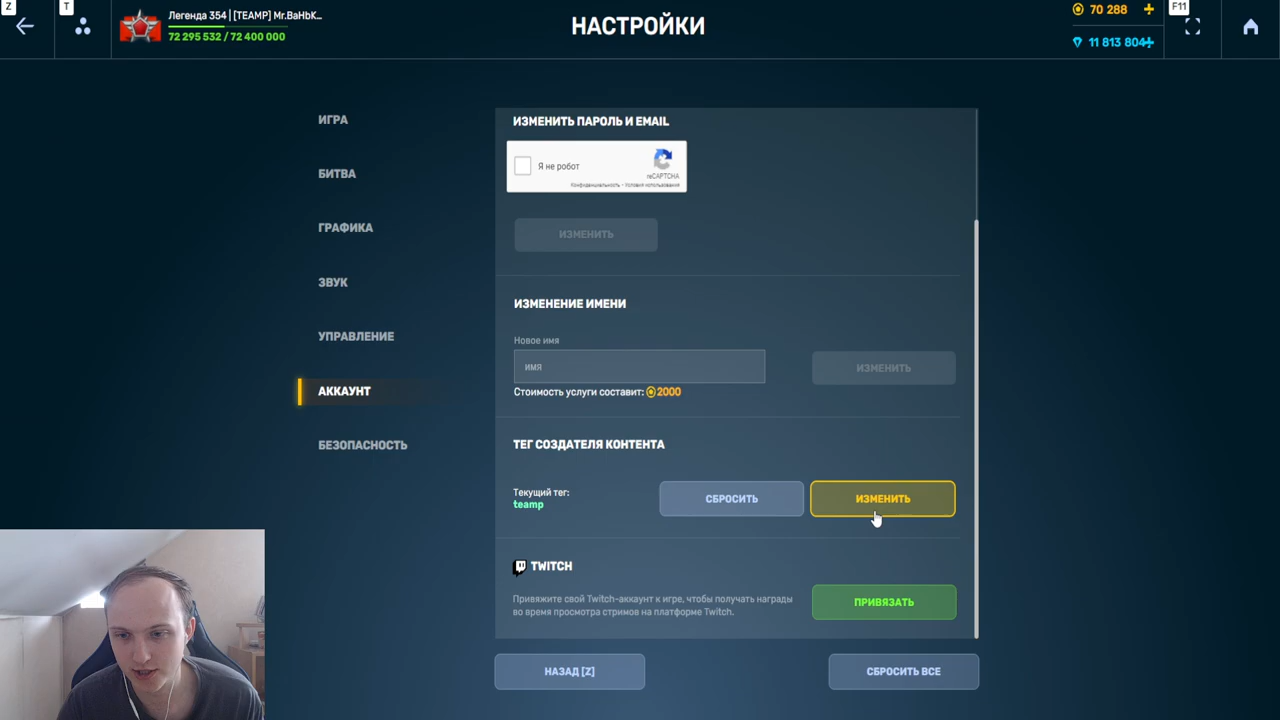 Z
T
Легенда 354 | [TEAMP] Mr.BaHbK...
72 295 532 / 72 400 000
НАСТРОЙКИ
70 288 +
11 813 804+
F11
ИГРА
БИТВА
ГРАФИКА
ЗВУК
УПРАВЛЕНИЕ
АККАУНТ
БЕЗОПАСНОСТЬ
ИЗМЕНИТЬ ПАРОЛЬ И EMAIL
Я не робот
reCAPTCHA
Конфиденциальность - Условия использования
ИЗМЕНИТЬ
ИЗМЕНЕНИЕ ИМЕНИ
Новое имя
имя
ИЗМЕНИТЬ
Стоимость услуги составит: 2000
ТЕГ СОЗДАТЕЛЯ КОНТЕНТА
Текущий тег:
teamp
СБРОСИТЬ
ИЗМЕНИТЬ
TWITCH
Привяжите свой Twitch-аккаунт к игре, чтобы получать награды
во время просмотра стримов на платформе Twitch.
ПРИВЯЗАТЬ
НАЗАД [Z]
СБРОСИТЬ ВСЕ